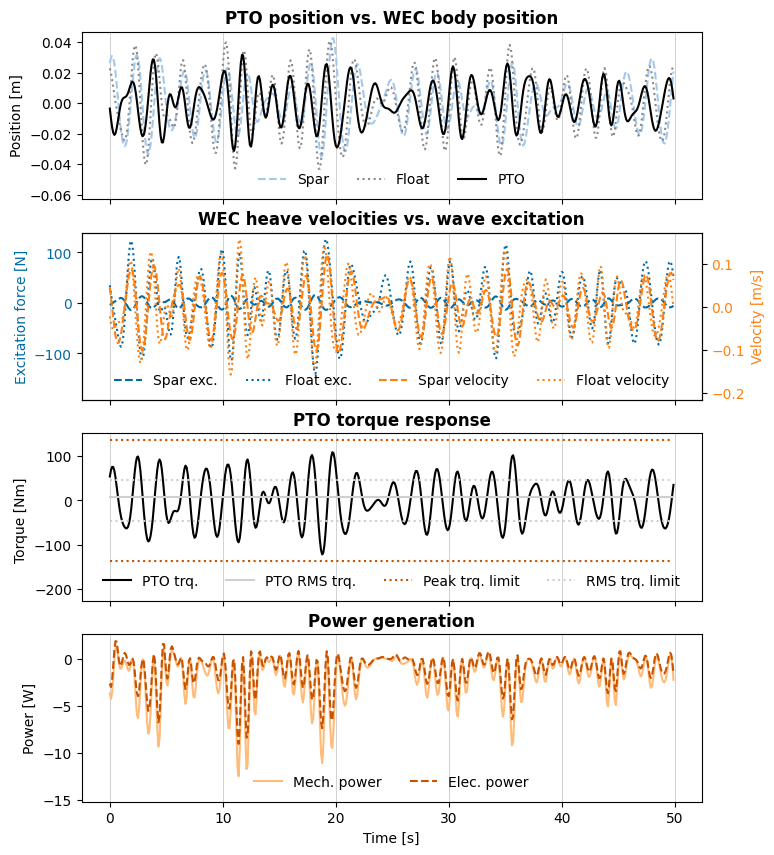 PTO position vs. WEC body position
0.04
0.02
0.00
−0.02
−0.04
−0.06
Position [m]
Spar Float PTO
WEC heave velocities vs. wave excitation
100
0
−100
Excitation force [N]
0.1
0.0
−0.1
−0.2
Velocity [m/s]
Spar exc. Float exc. Spar velocity Float velocity
PTO torque response
100
0
−100
−200
Torque [Nm]
PTO trq. PTO RMS trq. Peak trq. limit RMS trq. limit
Power generation
0
−5
−10
−15
Power [W]
Mech. power Elec. power
0 10 20 30 40 50
Time [s]